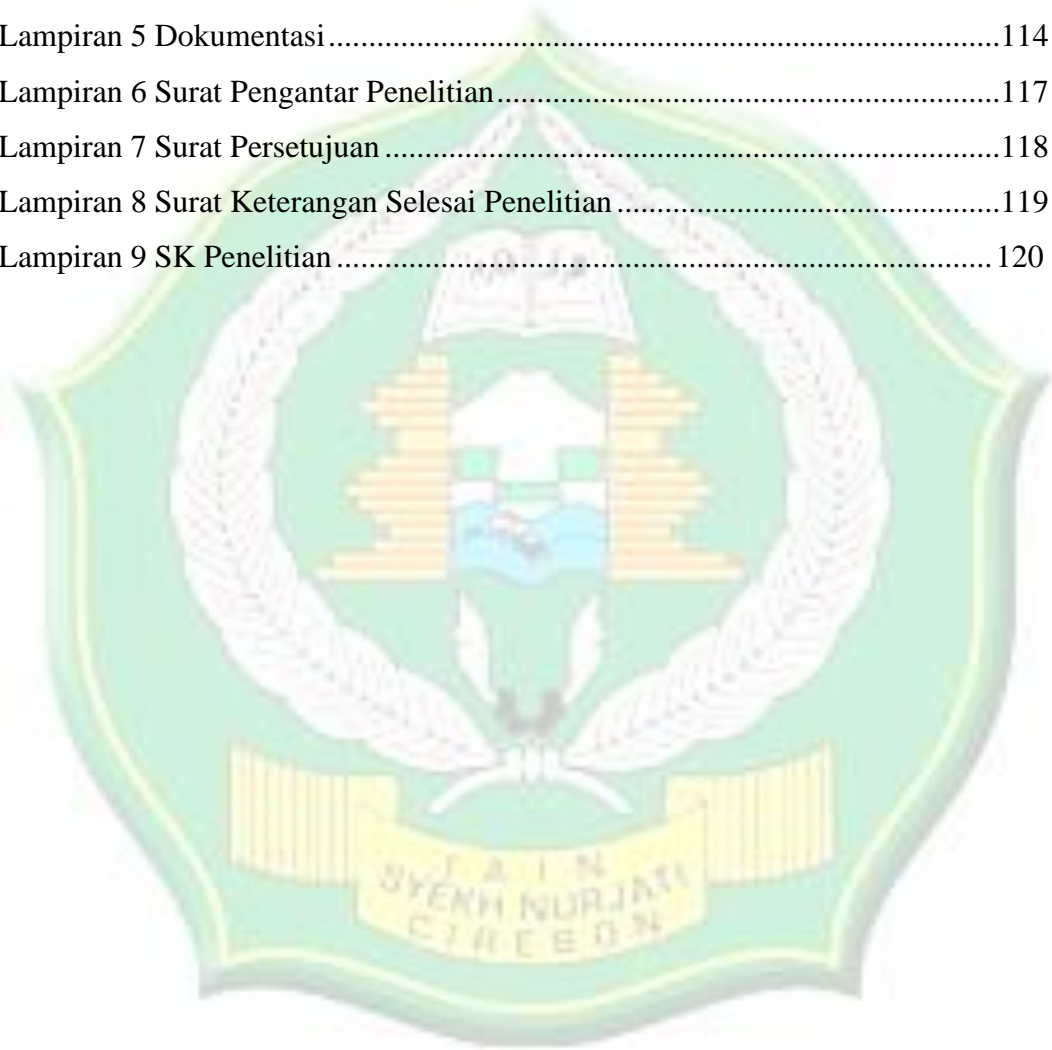 Lampiran 5 Dokumentasi....................................................................................114
Lampiran 6 Surat Pengantar Penelitian...............................................................117
Lampiran 7 Surat Persetujuan .............................................................................118
Lampiran 8 Surat Keterangan Selesai Penelitian ................................................119
Lampiran 9 SK Penelitian .................................................................................. 120
IAIN
SYEKH NURJATI
CIREBON